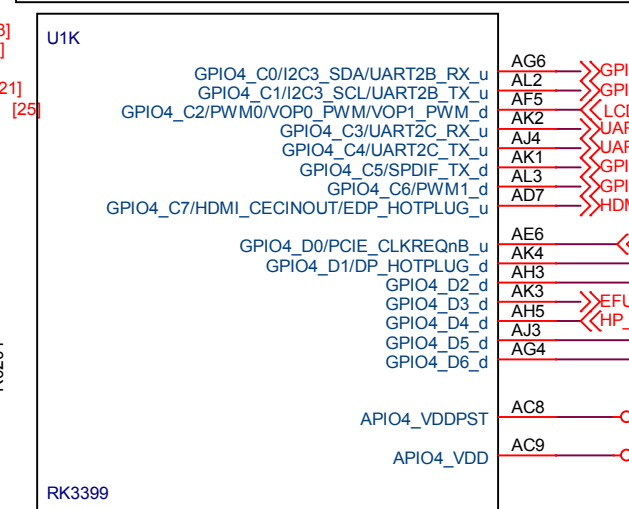 U1K
21]
[25]
GPIO4_C0/I2C3_SDA/UART2B_RX_u AG6
GPIO4_C1/I2C3_SCL/UART2B_TX_u AL2
GPIO4_C2/PWM0/VOP0_PWM/VOP1_PWM_d AF5
GPIO4_C3/UART2C_RX_u AK2
GPIO4_C4/UART2C_TX_u AJ4
GPIO4_C5/SPDIF_TX_d AK1
GPIO4_C6/PWM1_d AL3
GPIO4_C7/HDMI_CECINOUT/EDP_HOTPLUG_u AD7
GPIO4_D0/PCIE_CLKREQnB_u AE6
GPIO4_D1/DP_HOTPLUG_d AK4
GPIO4_D2_d AH3
GPIO4_D3_d AK3
GPIO4_D4_d AH5 HP_
GPIO4_D5_d AJ3
GPIO4_D6_d AG4
APIO4_VDDPST AC8
APIO4_VDD AC9
RK3399